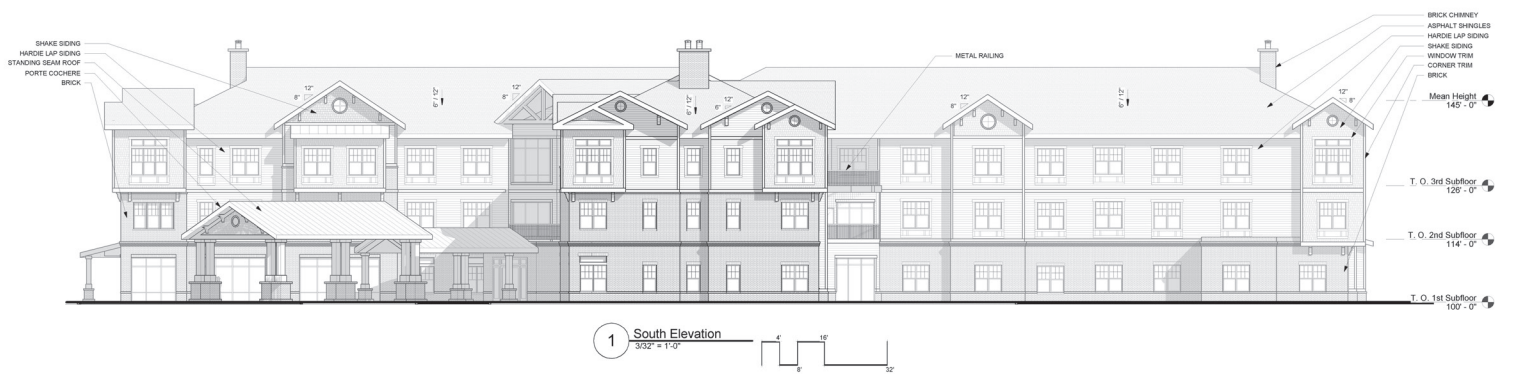 SHAKE SIDING
HARDIE LAP SIDING
STANDING SEAM ROOF
PORTE COCHERE
BRICK
12"
8"
6" / 12"
12"
8"
6" / 12"
12"
6"
METAL RAILING
12"
8"
6" / 12"
12"
8"
BRICK CHIMNEY
ASPHALT SHINGLES
HARDIE LAP SIDING
SHAKE SIDING
WINDOW TRIM
CORNER TRIM
BRICK
Mean Height
145' - 0"
T. O. 3rd Subfloor
126' - 0"
T. O. 2nd Subfloor
114' - 0"
T. O. 1st Subfloor
100' - 0"
1
South Elevation
3/32" = 1'-0"
4'
16'
8'
32'